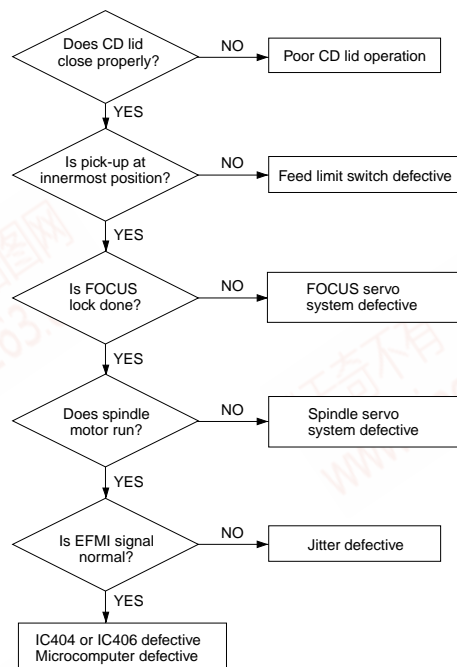 Does CD lid
close properly?
NO
Poor CD lid operation
YES
Is pick-up at
innermost position?
NO
Feed limit switch defective
YES
Is FOCUS
lock done?
NO
FOCUS servo
system defective
YES
Does spindle
motor run?
NO
Spindle servo
system defective
YES
Is EFMI signal
normal?
NO
Jitter defective
YES
IC404 or IC406 defective
Microcomputer defective